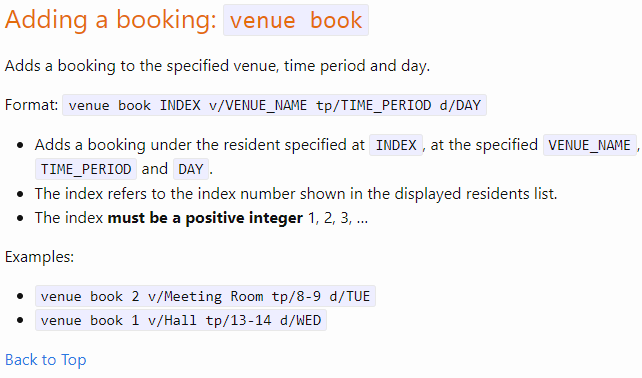 Adding a booking: venue book
Adds a booking to the specified venue, time period and day.
Format: venue book INDEX v/VENUE_NAME tp/TIME_PERIOD d/DAY
• Adds a booking under the resident specified at INDEX, at the specified VENUE_NAME,
TIME_PERIOD and DAY.
• The index refers to the index number shown in the displayed residents list.
• The index must be a positive integer 1, 2, 3, ...
Examples:
• venue book 2 v/Meeting Room tp/8-9 d/TUE
• venue book 1 v/Hall tp/13-14 d/WED
Back to Top